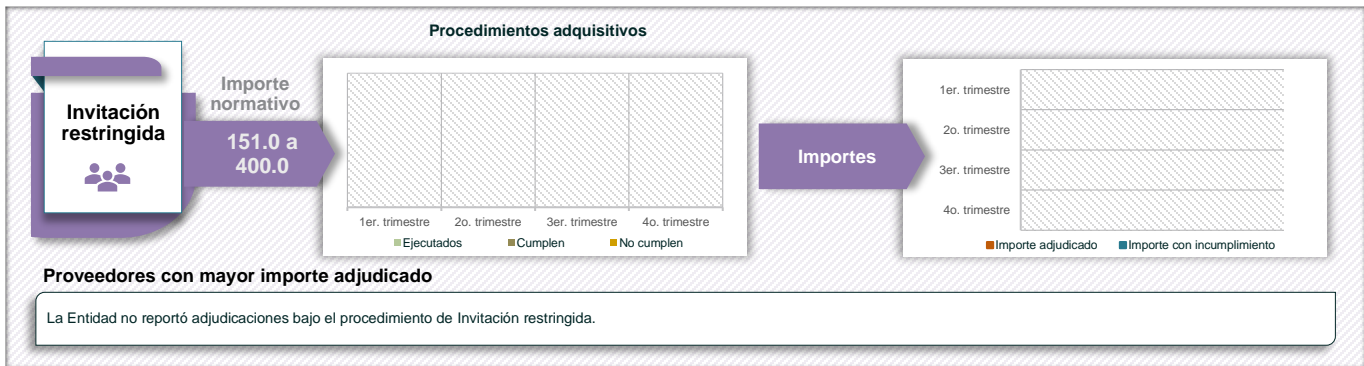 Procedimientos adquisitivos
Invitación
restringida
Importe
normativo
151.0 a
400.0
1er. trimestre 2o. trimestre 3er. trimestre 4o. trimestre
Ejecutados Cumplen No cumplen
Importes
1er. trimestre
2o. trimestre
3er. trimestre
4o. trimestre
Importe adjudicado Importe con incumplimiento
Proveedores con mayor importe adjudicado
La Entidad no reportó adjudicaciones bajo el procedimiento de Invitación restringida.